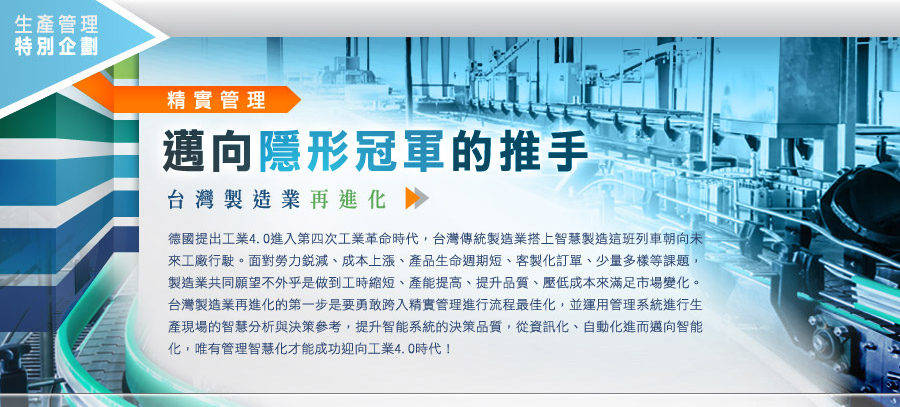 生產管理
特別企劃
精實管理
邁向隱形冠軍的推手
台灣製造業再進化
德國提出工業4.0進入第四次工業革命時代，台灣傳統製造業搭上智慧製造這班列車朝向未
來工廠行駛。面對勞力鋭減、成本上漲、產品生命週期短、客製化訂單、少量多樣等課題，
製造業共同願望不外乎是做到工時縮短、產能提高、提升品質、壓低成本來滿足市場變化。
台灣製造業再進化的第一步是要勇敢跨入精實管理進行流程最佳化，並運用管理系統進行生
產現場的智慧分析與決策參考，提升智能系統的決策品質，從資訊化、自動化進而邁向智能
化，唯有管理智慧化才能成功迎向工業4.0時代！